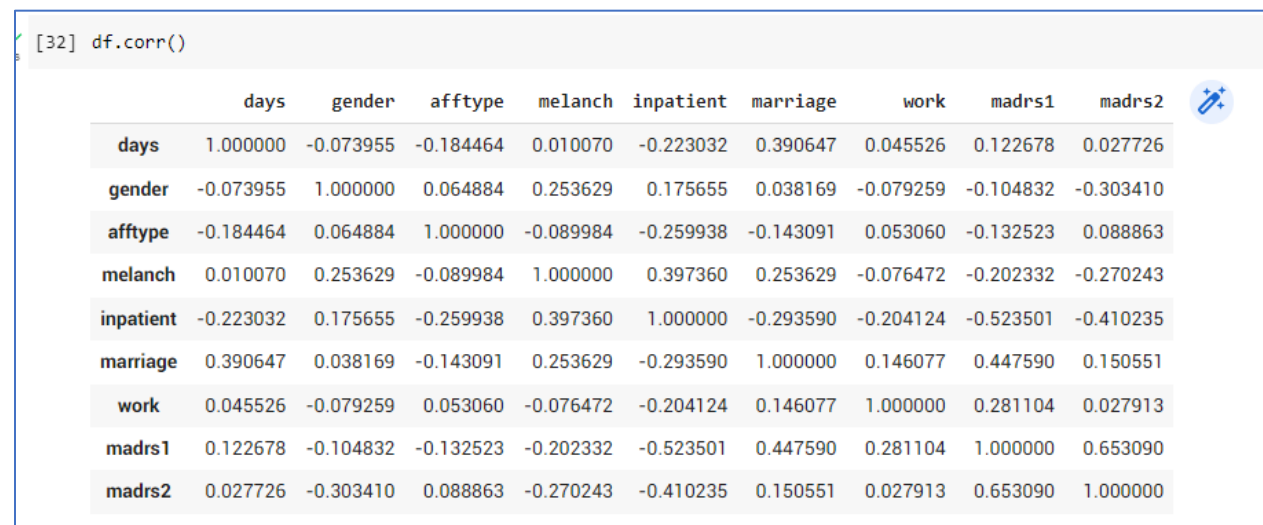 [32] df.corr()
s
days gender afftype melanch inpatient marriage work madrs1 madrs2
days 1.000000 -0.073955 -0.184464 0.010070 -0.223032 0.390647 0.045526 0.122678 0.027726
gender -0.073955 1.000000 0.064884 0.253629 0.175655 0.038169 -0.079259 -0.104832 -0.303410
afftype -0.184464 0.064884 1.000000 -0.089984 -0.259938 -0.143091 0.053060 -0.132523 0.088863
melanch 0.010070 0.253629 -0.089984 1.000000 0.397360 0.253629 -0.076472 -0.202332 -0.270243
inpatient -0.223032 0.175655 -0.259938 0.397360 1.000000 -0.293590 -0.204124 -0.523501 -0.410235
marriage 0.390647 0.038169 -0.143091 0.253629 -0.293590 1.000000 0.146077 0.447590 0.150551
work 0.045526 -0.079259 0.053060 -0.076472 -0.204124 0.146077 1.000000 0.281104 0.027913
madrs1 0.122678 -0.104832 -0.132523 -0.202332 -0.523501 0.447590 0.281104 1.000000 0.653090
madrs2 0.027726 -0.303410 0.088863 -0.270243 -0.410235 0.150551 0.027913 0.653090 1.000000